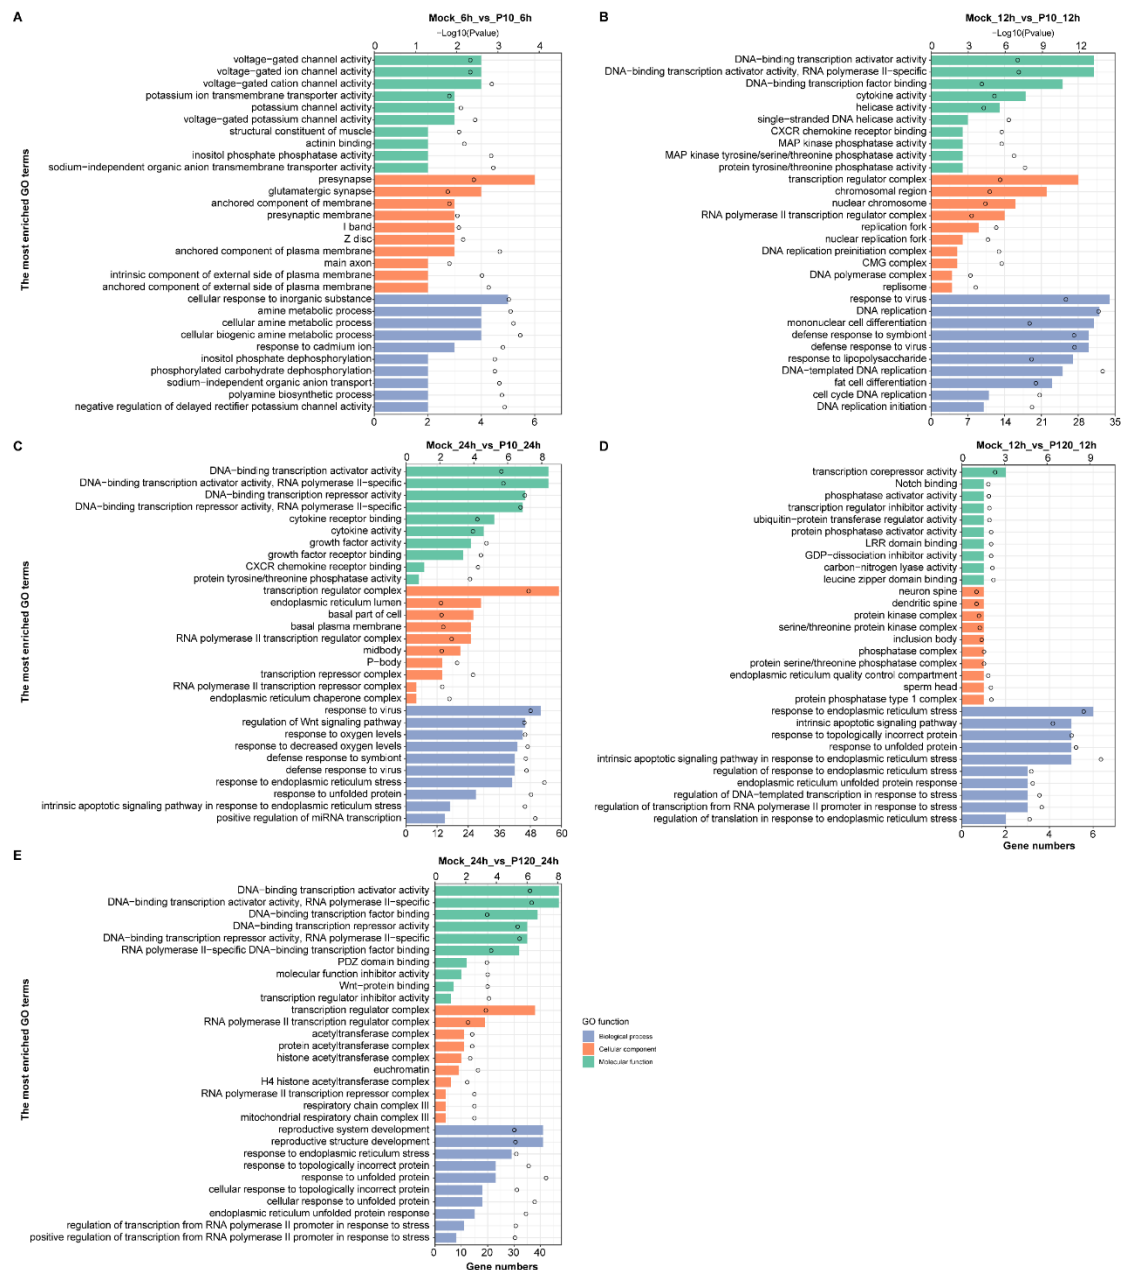 A
Mock_6h_vs_P10_6h
−Log10(Pvalue)
0 1 2 3 4
voltage−gated channel activity
voltage−gated ion channel activity
voltage−gated cation channel activity
potassium ion transmembrane transporter activity
potassium channel activity
voltage−gated potassium channel activity
structural constituent of muscle
actinin binding
inositol phosphate phosphatase activity
sodium−independent organic anion transmembrane transporter activity
presynapse
glutamatergic synapse
anchored component of membrane
presynaptic membrane
I band
Z disc
anchored component of plasma membrane
main axon
intrinsic component of external side of plasma membrane
anchored component of external side of plasma membrane
cellular response to inorganic substance
amine metabolic process
cellular amine metabolic process
cellular biogenic amine metabolic process
response to cadmium ion
inositol phosphate dephosphorylation
phosphorylated carbohydrate dephosphorylation
sodium−independent organic anion transport
polyamine biosynthetic process
negative regulation of delayed rectifier potassium channel activity
0 2 4 6
The most enriched GO terms
B
Mock_12h_vs_P10_12h
−Log10(Pvalue)
0 3 6 9 12
DNA−binding transcription activator activity
DNA−binding transcription activator activity, RNA polymerase II−specific
DNA−binding transcription factor binding
cytokine activity
helicase activity
single−stranded DNA helicase activity
CXCR chemokine receptor binding
MAP kinase phosphatase activity
MAP kinase tyrosine/serine/threonine phosphatase activity
protein tyrosine/threonine phosphatase activity
transcription regulator complex
chromosomal region
nuclear chromosome
RNA polymerase II transcription regulator complex
replication fork
nuclear replication fork
DNA replication preinitiation complex
CMG complex
DNA polymerase complex
replisome
response to virus
DNA replication
mononuclear cell differentiation
defense response to symbiont
defense response to virus
response to lipopolysaccharide
DNA−templated DNA replication
fat cell differentiation
cell cycle DNA replication
DNA replication initiation
0 7 14 21 28 35
C
Mock_24h_vs_P10_24h
0 2 4 6 8
DNA−binding transcription activator activity
DNA−binding transcription activator activity, RNA polymerase II−specific
DNA−binding transcription repressor activity
DNA−binding transcription repressor activity, RNA polymerase II−specific
cytokine receptor binding
cytokine activity
growth factor activity
growth factor receptor binding
CXCR chemokine receptor binding
protein tyrosine/threonine phosphatase activity
transcription regulator complex
endoplasmic reticulum lumen
basal part of cell
basal plasma membrane
RNA polymerase II transcription regulator complex
midbody
P−body
transcription repressor complex
RNA polymerase II transcription repressor complex
endoplasmic reticulum chaperone complex
response to virus
regulation of Wnt signaling pathway
response to oxygen levels
response to decreased oxygen levels
defense response to symbiont
defense response to virus
response to endoplasmic reticulum stress
response to unfolded protein
intrinsic apoptotic signaling pathway in response to endoplasmic reticulum stress
positive regulation of miRNA transcription
0 12 24 36 48 60
The most enriched GO terms
D
Mock_12h_vs_P120_12h
0 3 6 9
transcription corepressor activity
Notch binding
phosphatase activator activity
transcription regulator inhibitor activity
ubiquitin−protein transferase regulator activity
protein phosphatase activator activity
LRR domain binding
GDP−dissociation inhibitor activity
carbon−nitrogen lyase activity
leucine zipper domain binding
neuron spine
dendritic spine
protein kinase complex
serine/threonine protein kinase complex
inclusion body
phosphatase complex
protein serine/threonine phosphatase complex
endoplasmic reticulum quality control compartment
sperm head
protein phosphatase type 1 complex
response to endoplasmic reticulum stress
intrinsic apoptotic signaling pathway
response to topologically incorrect protein
response to unfolded protein
intrinsic apoptotic signaling pathway in response to endoplasmic reticulum stress
regulation of response to endoplasmic reticulum stress
endoplasmic reticulum unfolded protein response
regulation of DNA−templated transcription in response to stress
regulation of transcription from RNA polymerase II promoter in response to stress
regulation of translation in response to endoplasmic reticulum stress
0 2 4 6
Gene numbers
E
Mock_24h_vs_P120_24h
0 2 4 6 8
DNA−binding transcription activator activity
DNA−binding transcription activator activity, RNA polymerase II−specific
DNA−binding transcription factor binding
DNA−binding transcription repressor activity
DNA−binding transcription repressor activity, RNA polymerase II−specific
RNA polymerase II−specific DNA−binding transcription factor binding
PDZ domain binding
molecular function inhibitor activity
Wnt−protein binding
transcription regulator inhibitor activity
transcription regulator complex
RNA polymerase II transcription regulator complex
acetyltransferase complex
protein acetyltransferase complex
histone acetyltransferase complex
euchromatin
H4 histone acetyltransferase complex
RNA polymerase II transcription repressor complex
respiratory chain complex III
mitochondrial respiratory chain complex III
reproductive system development
reproductive structure development
response to endoplasmic reticulum stress
response to topologically incorrect protein
response to unfolded protein
cellular response to topologically incorrect protein
cellular response to unfolded protein
endoplasmic reticulum unfolded protein response
regulation of transcription from RNA polymerase II promoter in response to stress
positive regulation of transcription from RNA polymerase II promoter in response to stress
0 10 20 30 40
Gene numbers
The most enriched GO terms
GO function
Biological process
Cellular component
Molecular function